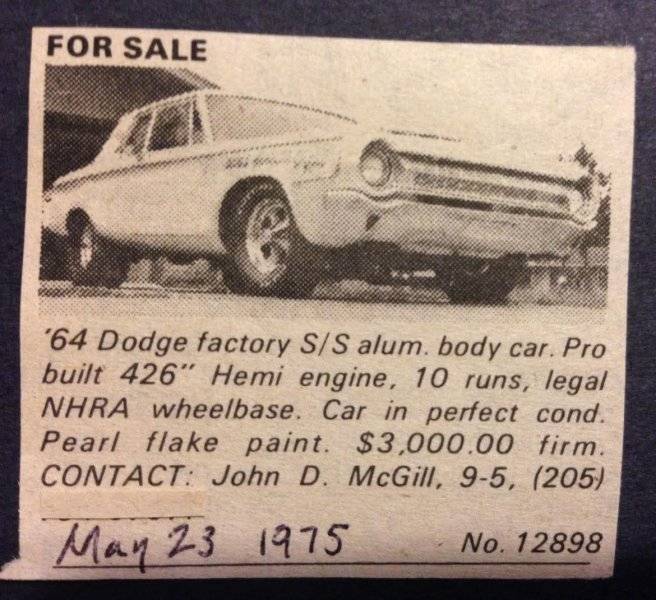 FOR SALE
'64 Dodge factory S/S alum. body car. Pro
built 426" Hemi engine, 10 runs, legal
NHRA wheelbase. Car in perfect cond.
Pearl flake paint. $3,000.00 firm.
CONTACT: John D. McGill, 9-5, (205)
May 23 1975
No. 12898